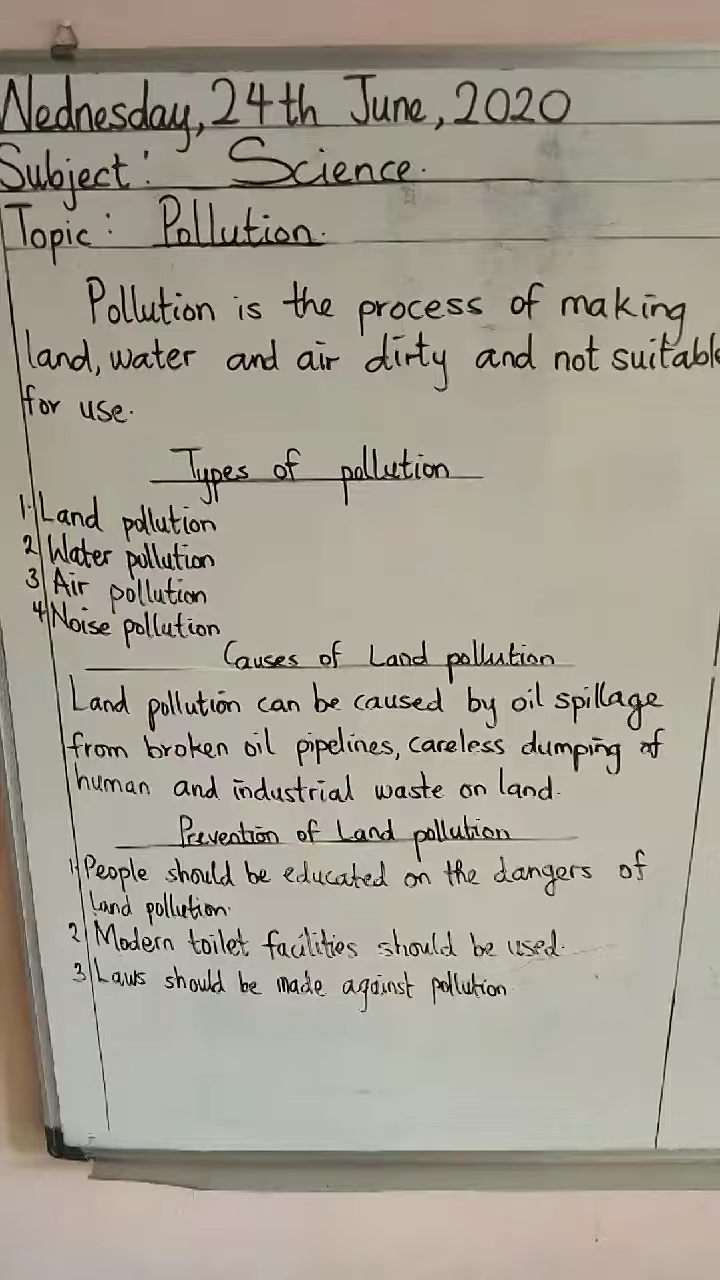 Wednesday, 24th June, 2020
Subject: Science.
Topic: Pollution.
Pollution is the process of making
land, water and air dirty and not suitable
for use.
Types of pollution
1. Land pollution
2 Water pollution
3 Air pollution
4 Noise pollution
Causes of Land pollution
Land pollution can be caused by oil spillage
from broken oil pipelines, careless dumping of
human and industrial waste on land.
Prevention of Land pollution
1 People should be educated on the dangers of
land pollution.
2 Modern toilet facilities should be used.
3 Laws should be made against pollution